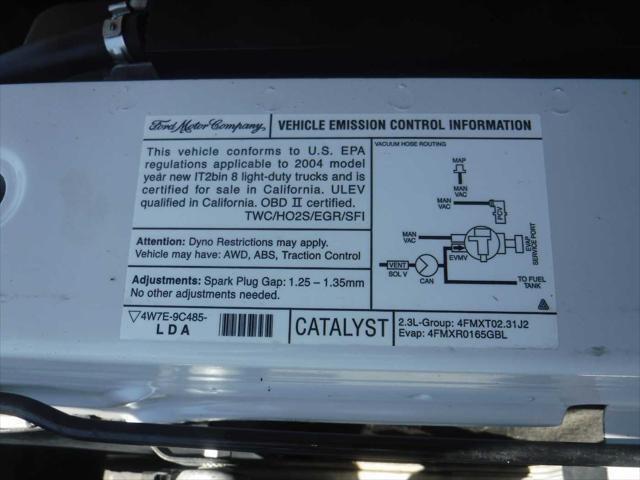 Ford Motor Company,
VEHICLE EMISSION CONTROL INFORMATION
This vehicle conforms to U.S. EPA
regulations applicable to 2004 model
year new IT2bin 8 light-duty trucks and is
certified for sale in California. ULEV
qualified in California. OBD II certified.
TWC/HO2S/EGR/SFI
Attention: Dyno Restrictions may apply.
Vehicle may have: AWD, ABS, Traction Control
Adjustments: Spark Plug Gap: 1.25 – 1.35mm
No other adjustments needed.
VACUUM HOSE ROUTING
MAP
MAN
VAC
PCV
MAN
VAC
MAN
VAC
EVAP
SERVICE PORT
EVMV
VENT
SOL V
CAN
TO FUEL
TANK
▽4W7E-9C485-
LDA
CATALYST
2.3L-Group: 4FMXT02.31J2
Evap: 4FMXR0165GBL